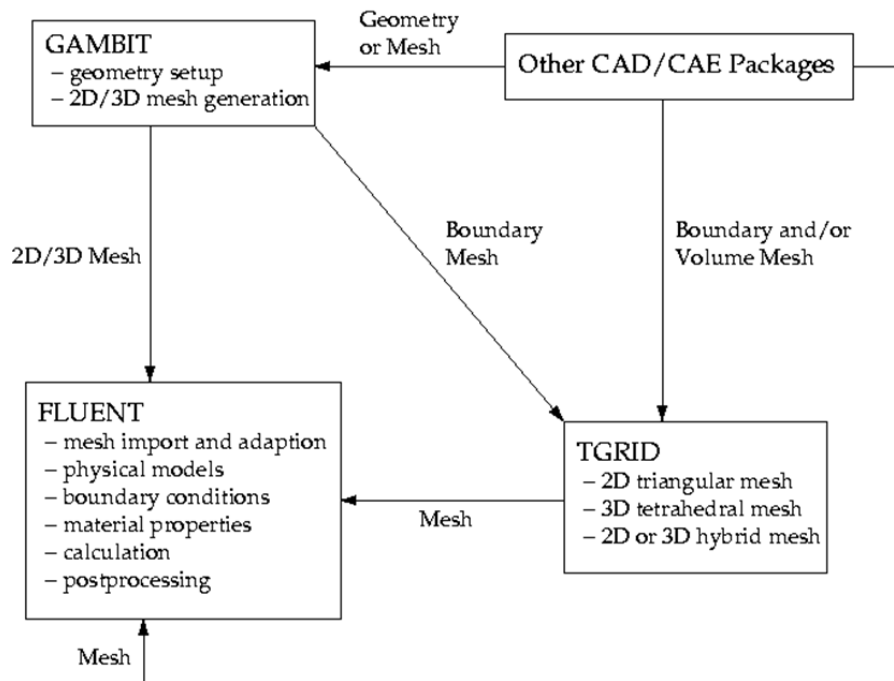 GAMBIT
– geometry setup
– 2D/3D mesh generation
Geometry
or Mesh
Other CAD/CAE Packages
2D/3D Mesh
Boundary
Mesh
Boundary and/or
Volume Mesh
FLUENT
– mesh import and adaption
– physical models
– boundary conditions
– material properties
– calculation
– postprocessing
Mesh
TGRID
– 2D triangular mesh
– 3D tetrahedral mesh
– 2D or 3D hybrid mesh
Mesh